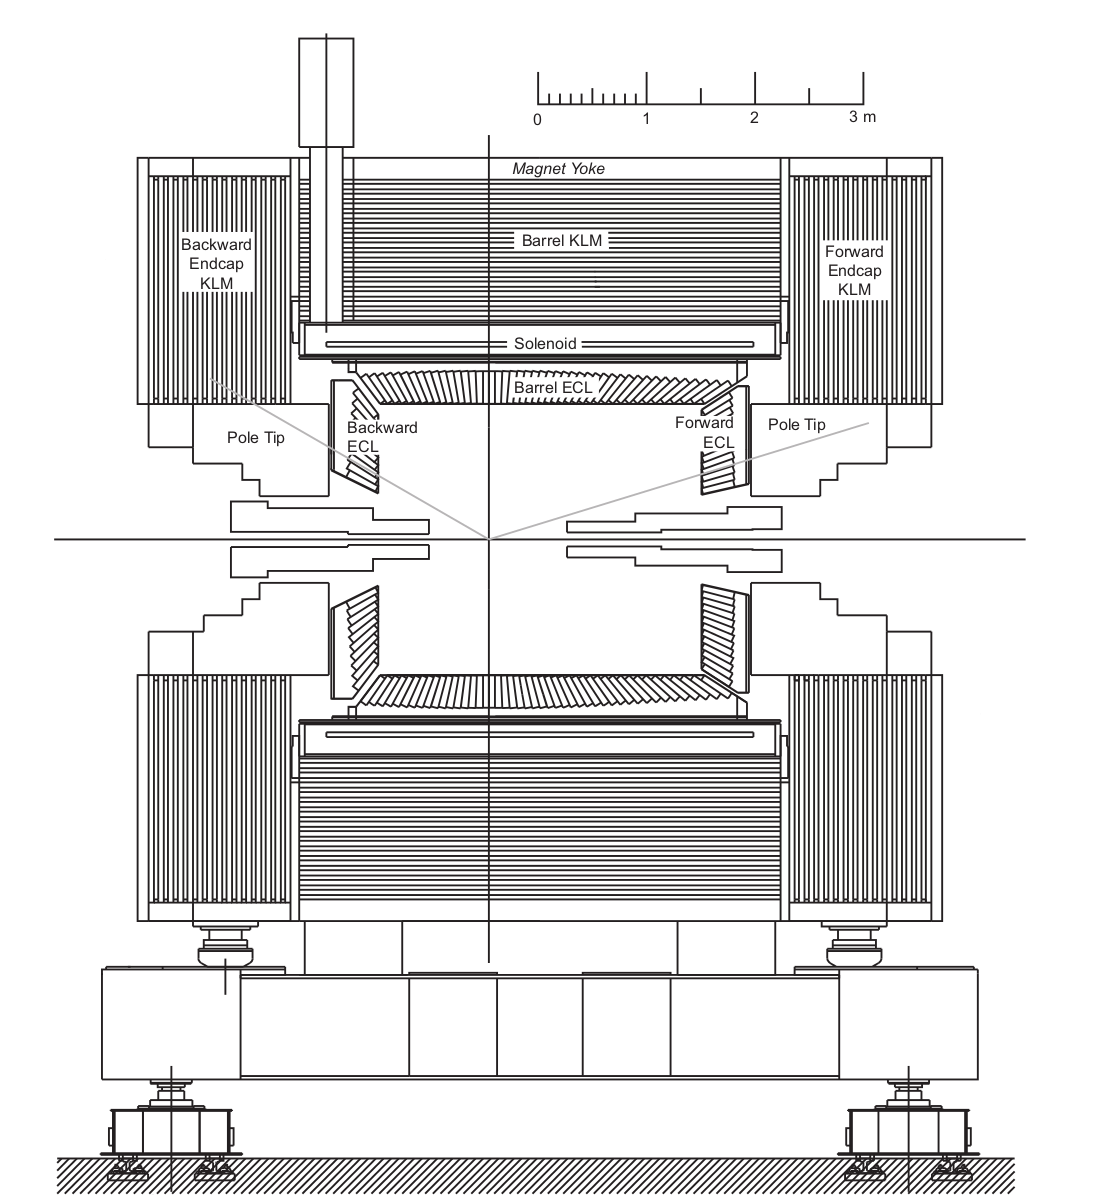 0
1
2
3 m
Magnet Yoke
Barrel KLM
Backward
Endcap
KLM
Forward
Endcap
KLM
Solenoid
Barrel ECL
Backward
ECL
Forward
ECL
Pole Tip
Pole Tip